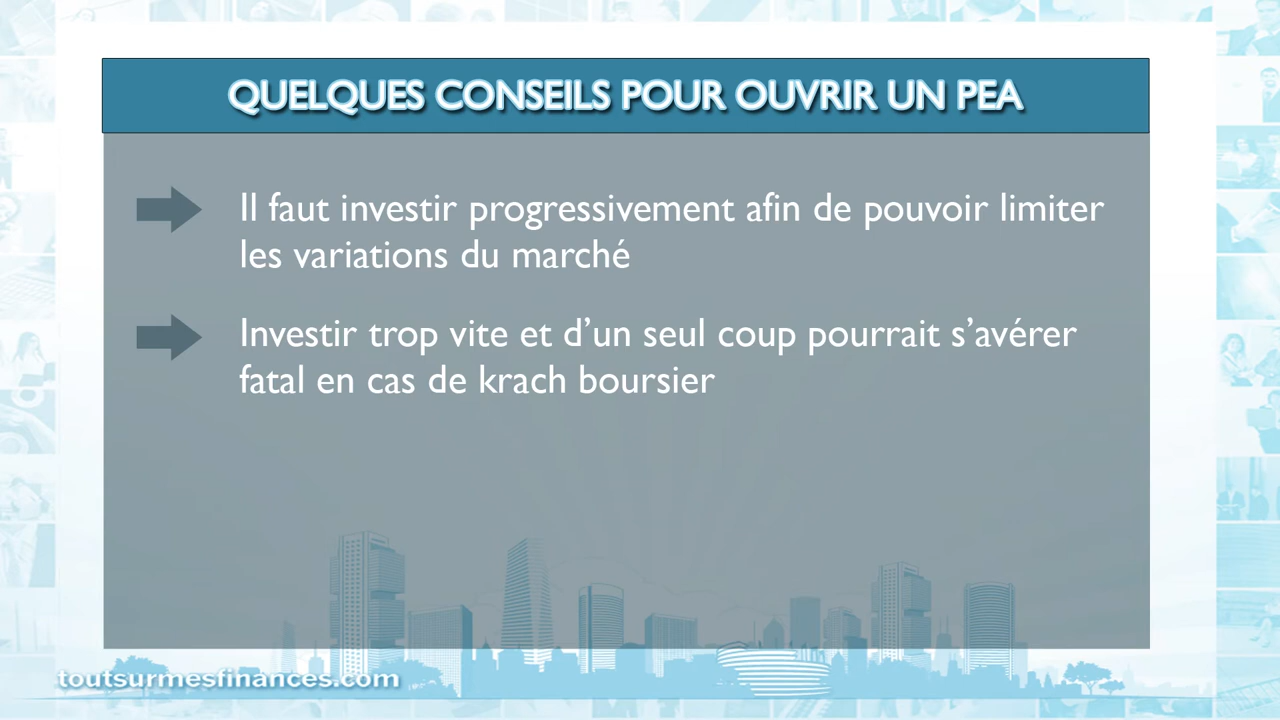 QUELQUES CONSEILS POUR OUVRIR UN PEA
Il faut investir progressivement afin de pouvoir limiter
les variations du marché
Investir trop vite et d’un seul coup pourrait s’avérer
fatal en cas de krach boursier
toutsurmesfinances.com